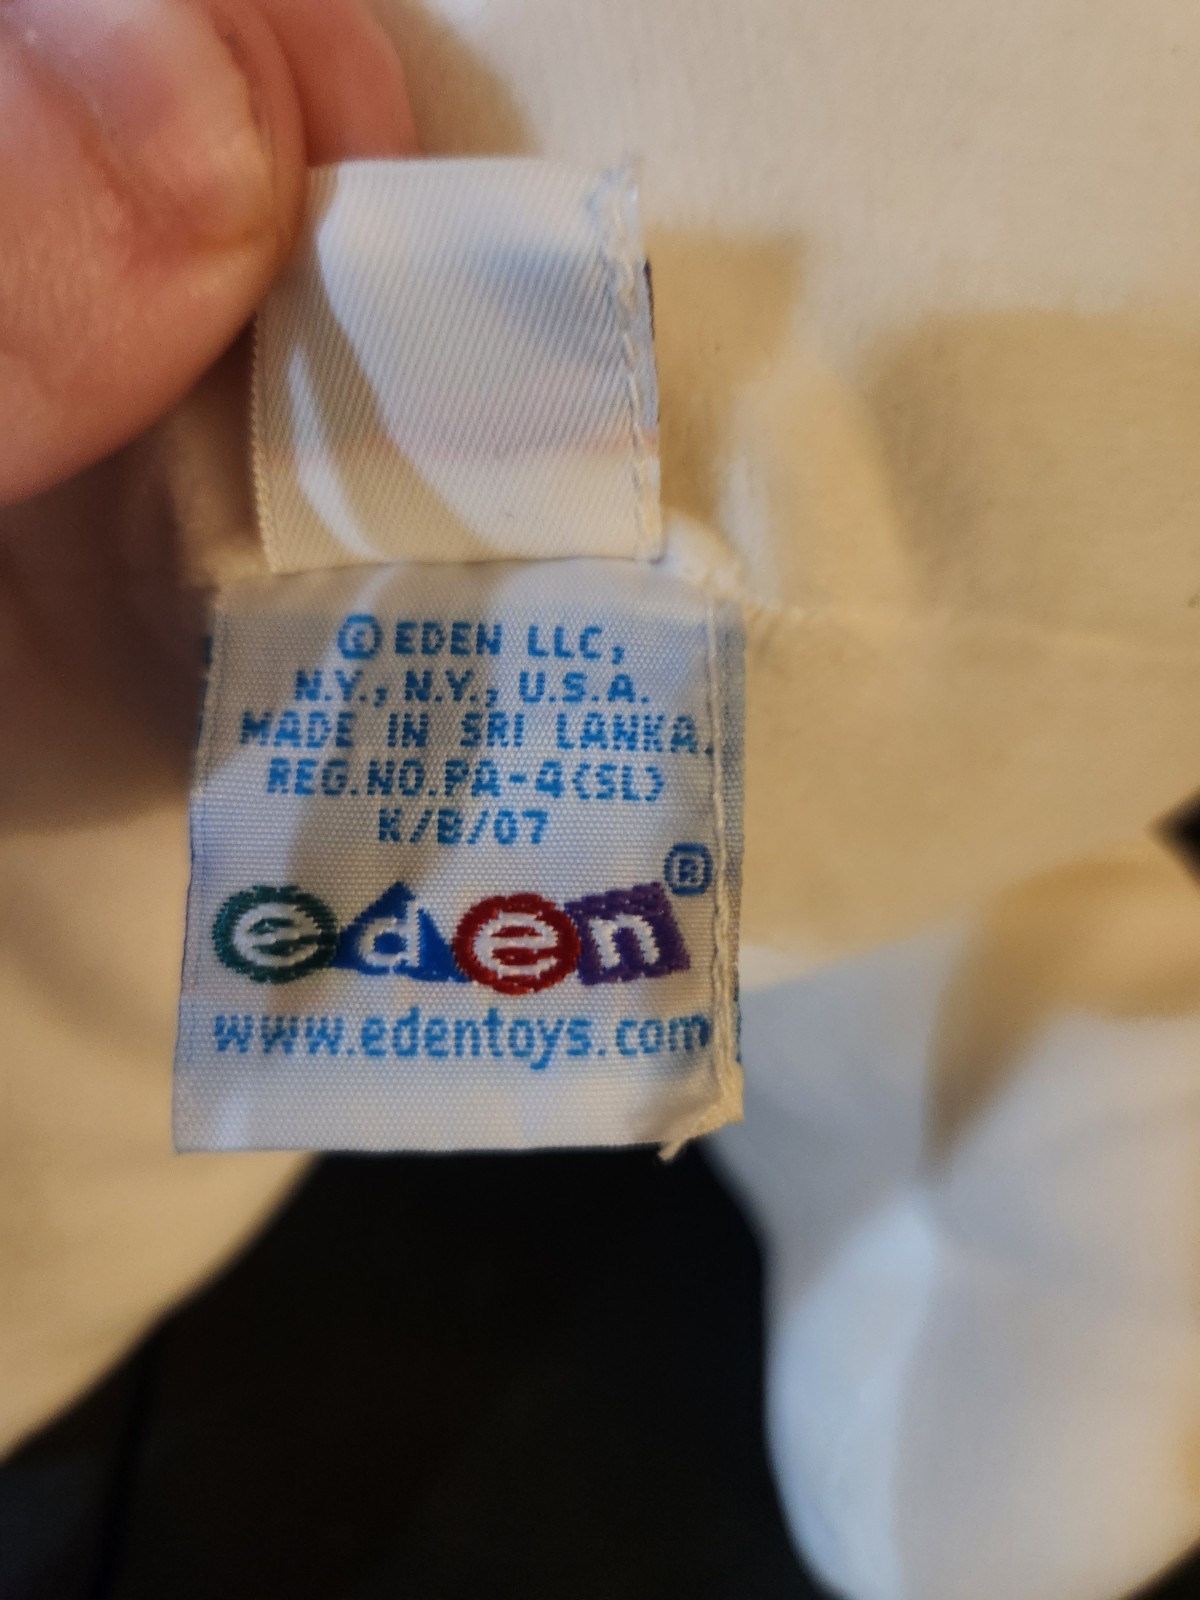 © EDEN LLC,
N.Y., N.Y., U.S.A.
MADE IN SRI LANKA.
REG.NO.PA-4(SL)
K/B/07
eden®
www.edentoys.com